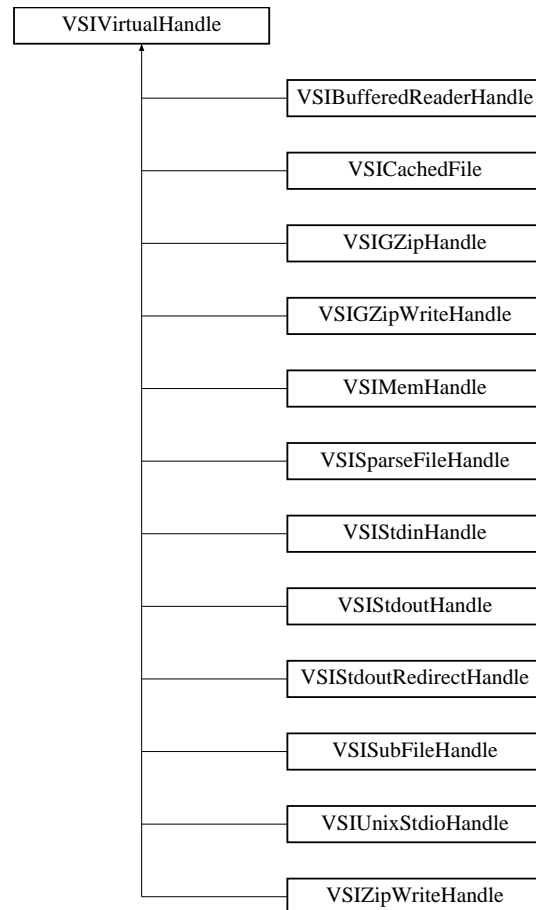 VSIVirtualHandle
VSIBufferedReaderHandle
VSICachedFile
VSIGZipHandle
VSIGZipWriteHandle
VSIMemHandle
VSISparseFileHandle
VSIStdinHandle
VSIStdoutHandle
VSIStdoutRedirectHandle
VSISubFileHandle
VSIUnixStdioHandle
VSIZipWriteHandle